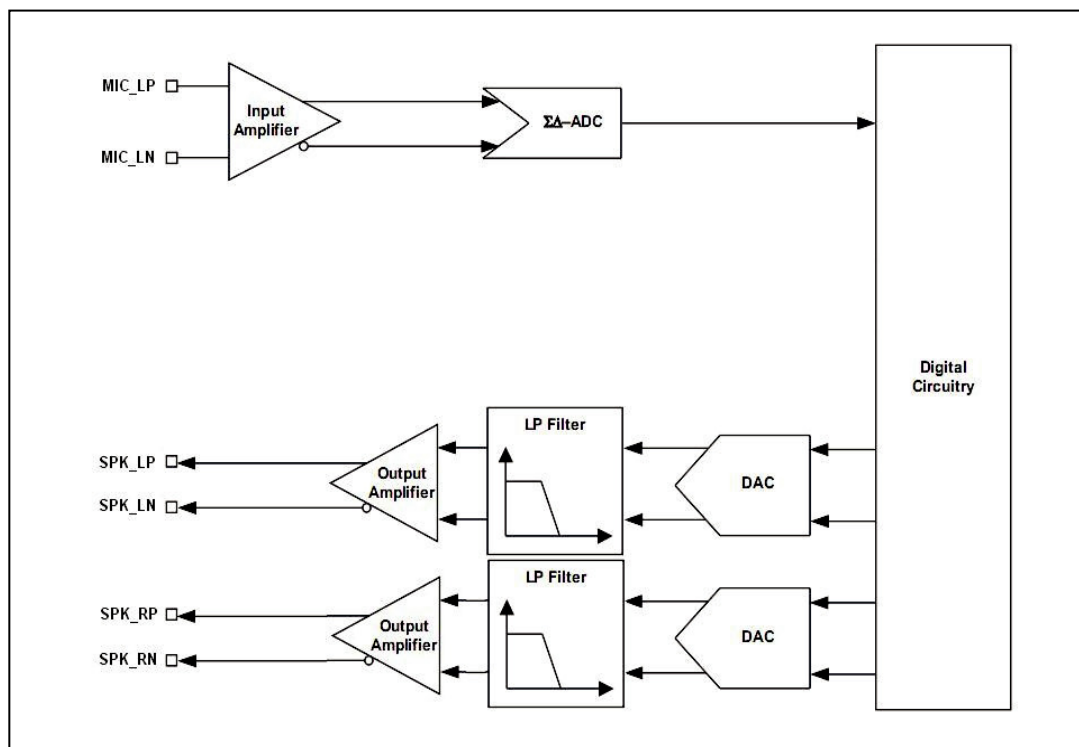 MIC_LP
MIC_LN
Input
Amplifier
ΣΔ–ADC
Digital
Circuitry
LP Filter
SPK_LP
SPK_LN
Output
Amplifier
DAC
LP Filter
SPK_RP
SPK_RN
Output
Amplifier
DAC